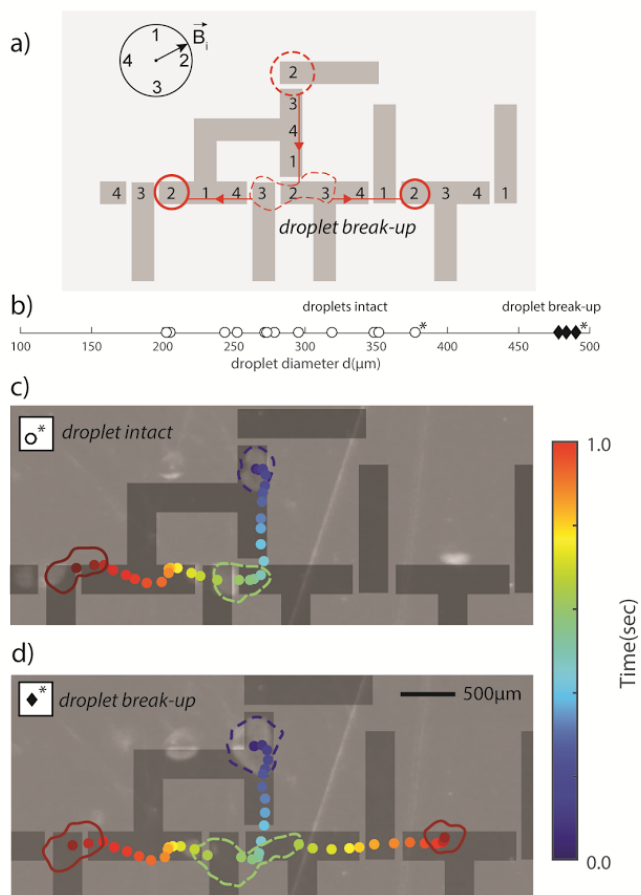 a)
1
4 2
3
B⃗i
2
3
4
1
4 3 2 1 4 3 2 3 4 1 2 3 4 1
droplet break-up
b)
droplets intact droplet break-up
* *
100 150 200 250 300 350 400 450 500
droplet diameter d(μm)
c)
* droplet intact
1.0
d)
* droplet break-up
500μm
Time(sec)
0.0